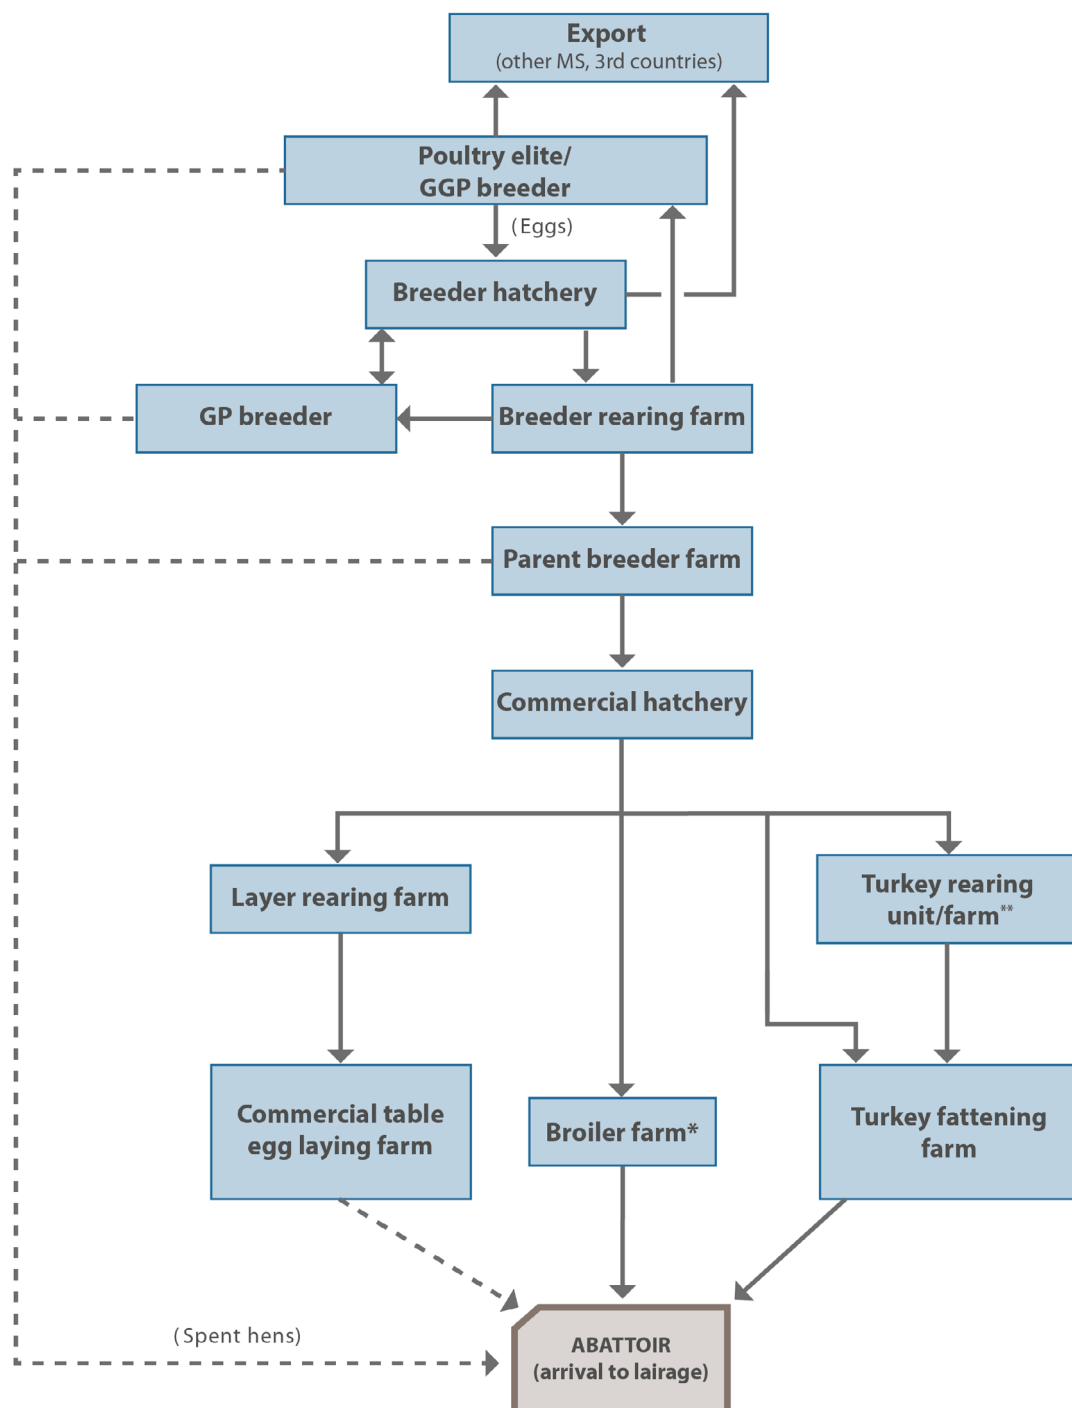 Export
(other MS, 3rd countries)
Poultry elite/
GGP breeder
(Eggs)
Breeder hatchery
GP breeder
Breeder rearing farm
Parent breeder farm
Commercial hatchery
Layer rearing farm
Turkey rearing
unit/farm**
Commercial table
egg laying farm
Broiler farm*
Turkey fattening
farm
(Spent hens)
ABATTOIR
(arrival to lairage)